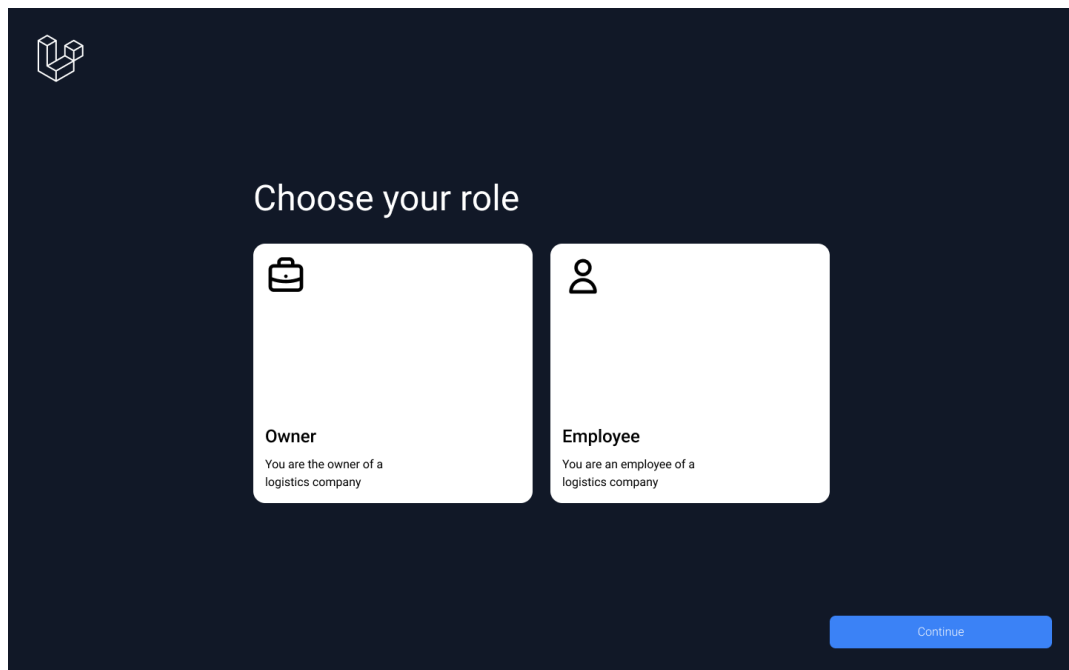 Choose your role
Owner
You are the owner of a
logistics company
Employee
You are an employee of a
logistics company
Continue